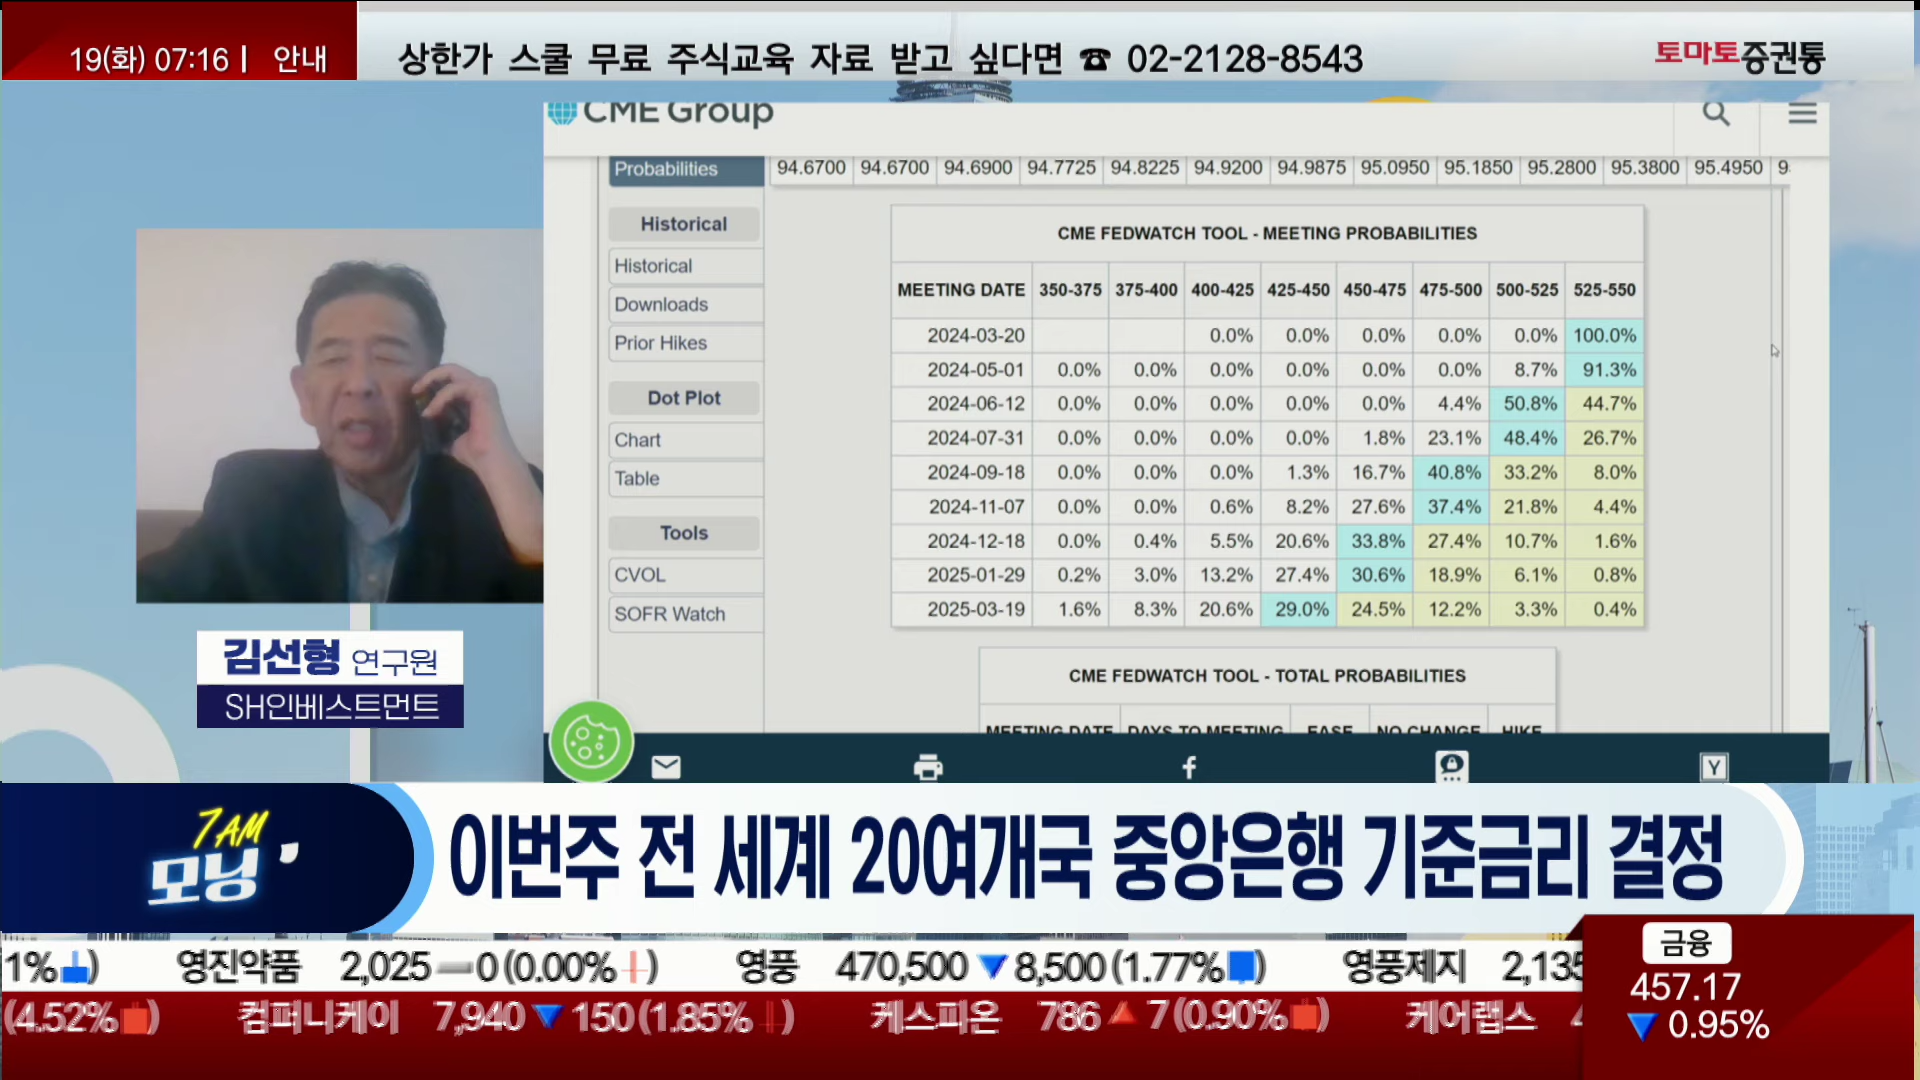 19(화) 07:16 | 안내
상한가 스쿨 무료 주식교육 자료 받고 싶다면 ☎ 02-2128-8543
토마토증권통
CME Group
Probabilities
94.6700 94.6700 94.6900 94.7725 94.8225 94.9200 94.9875 95.0950 95.1850 95.2800 95.3800 95.4950 9
Historical
Historical
Downloads
Prior Hikes
Dot Plot
Chart
Table
Tools
CVOL
SOFR Watch
CME FEDWATCH TOOL - MEETING PROBABILITIES
MEETING DATE 350-375 375-400 400-425 425-450 450-475 475-500 500-525 525-550
2024-03-20 0.0% 0.0% 0.0% 0.0% 0.0% 100.0%
2024-05-01 0.0% 0.0% 0.0% 0.0% 0.0% 0.0% 8.7% 91.3%
2024-06-12 0.0% 0.0% 0.0% 0.0% 0.0% 4.4% 50.8% 44.7%
2024-07-31 0.0% 0.0% 0.0% 0.0% 1.8% 23.1% 48.4% 26.7%
2024-09-18 0.0% 0.0% 0.0% 1.3% 16.7% 40.8% 33.2% 8.0%
2024-11-07 0.0% 0.0% 0.6% 8.2% 27.6% 37.4% 21.8% 4.4%
2024-12-18 0.0% 0.4% 5.5% 20.6% 33.8% 27.4% 10.7% 1.6%
2025-01-29 0.2% 3.0% 13.2% 27.4% 30.6% 18.9% 6.1% 0.8%
2025-03-19 1.6% 8.3% 20.6% 29.0% 24.5% 12.2% 3.3% 0.4%
CME FEDWATCH TOOL - TOTAL PROBABILITIES
MEETING DATE DAYS TO MEETING EASE NO CHANGE HIKE
김선형 연구원
SH인베스트먼트
7 AM
모닝
이번주 전 세계 20여개국 중앙은행 기준금리 결정
1% ) 영진약품 2,025 0 (0.00% ) 영풍 470,500 ▼ 8,500 (1.77% ) 영풍제지 2,135
(4.52% ) 컴퍼니케이 7,940 ▼ 150 (1.85% ) 케스피온 786 ▲ 7 (0.90% ) 케어랩스
금융
457.17
▼ 0.95%